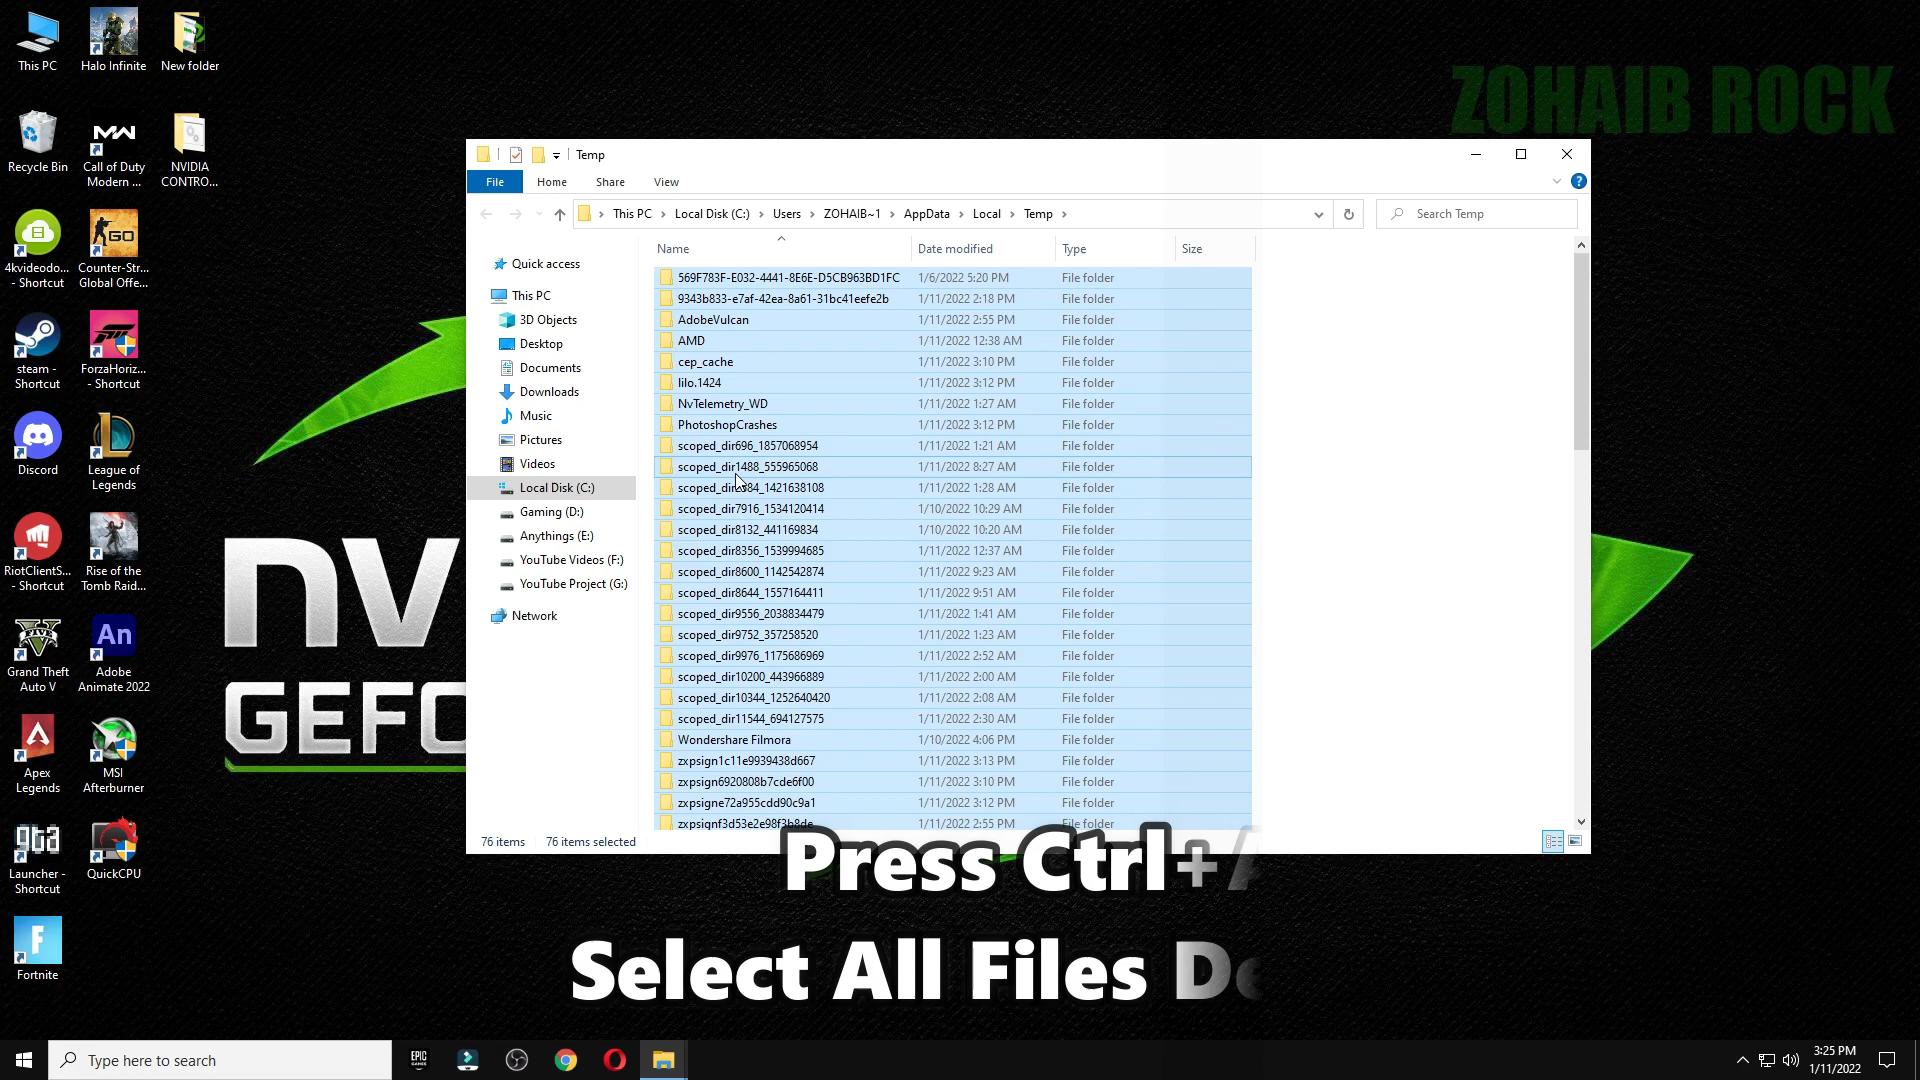 This PC
Halo Infinite
New folder
ZOHAIB ROCK
Recycle Bin
Call of Duty
Modern ...
NVIDIA
CONTRO...
4kvideodo...
- Shortcut
Counter-Str...
Global Offe...
steam -
Shortcut
ForzaHoriz...
- Shortcut
Discord
League of
Legends
RiotClientS...
- Shortcut
Rise of the
Tomb Raid...
Grand Theft
Auto V
Adobe
Animate 2022
Apex
Legends
MSI
Afterburner
Launcher -
Shortcut
QuickCPU
Fortnite
Temp
File Home Share View
This PC Local Disk (C:) Users ZOHAIB~1 AppData Local Temp
Search Temp
Quick access
This PC
3D Objects
Desktop
Documents
Downloads
Music
Pictures
Videos
Local Disk (C:)
Gaming (D:)
Anythings (E:)
YouTube Videos (F:)
YouTube Project (G:)
Network
Name Date modified Type Size
569F783F-E032-4441-8E6E-D5CB963BD1FC 1/6/2022 5:20 PM File folder
9343b833-e7af-42ea-8a61-31bc41eefe2b 1/11/2022 2:18 PM File folder
AdobeVulcan 1/11/2022 2:55 PM File folder
AMD 1/11/2022 12:38 AM File folder
cep_cache 1/11/2022 3:10 PM File folder
lilo.1424 1/11/2022 3:12 PM File folder
NvTelemetry_WD 1/11/2022 1:27 AM File folder
PhotoshopCrashes 1/11/2022 3:12 PM File folder
scoped_dir696_1857068954 1/11/2022 1:21 AM File folder
scoped_dir1488_555965068 1/11/2022 8:27 AM File folder
1/11/2022 1:28 AM File folder
scoped_dir7916_1534120414 1/10/2022 10:29 AM File folder
scoped_dir8132_441169834 1/10/2022 10:20 AM File folder
scoped_dir8356_1539994685 1/11/2022 12:37 AM File folder
scoped_dir8600_1142542874 1/11/2022 9:23 AM File folder
scoped_dir8644_1557164411 1/11/2022 9:51 AM File folder
scoped_dir9556_2038834479 1/11/2022 1:41 AM File folder
scoped_dir9752_357258520 1/11/2022 1:23 AM File folder
scoped_dir9976_1175686969 1/11/2022 2:52 AM File folder
scoped_dir10200_443966889 1/11/2022 2:00 AM File folder
scoped_dir10344_1252640420 1/11/2022 2:08 AM File folder
scoped_dir11544_694127575 1/11/2022 2:30 AM File folder
Wondershare Filmora 1/10/2022 4:06 PM File folder
zxpsign1c11e9939438d667 1/11/2022 3:13 PM File folder
zxpsign6920808b7cde6f00 1/11/2022 3:10 PM File folder
zxpsigne72a955cdd90c9a1 1/11/2022 3:12 PM File folder
zxpsignf3d53e2e98f3b8de 1/11/2022 2:55 PM File folder
76 items 76 items selected
Press Ctrl+A
Select All Files De
Type here to search
EPIC GAMES
3:25 PM
1/11/2022